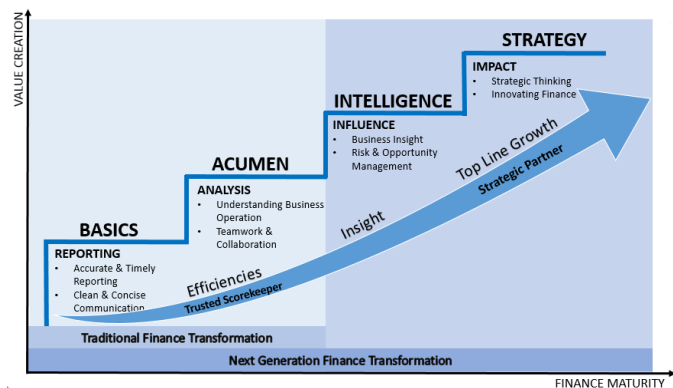 VALUE CREATION
STRATEGY
IMPACT
• Strategic Thinking
• Innovating Finance
INTELLIGENCE
INFLUENCE
• Business Insight
• Risk & Opportunity
Management
ACUMEN
ANALYSIS
• Understanding Business
Operation
• Teamwork &
Collaboration
BASICS
REPORTING
• Accurate & Timely
Reporting
• Clean & Concise
Communication
Efficiencies
Trusted Scorekeeper
Insight
Top Line Growth
Strategic Partner
Traditional Finance Transformation
Next Generation Finance Transformation
FINANCE MATURITY